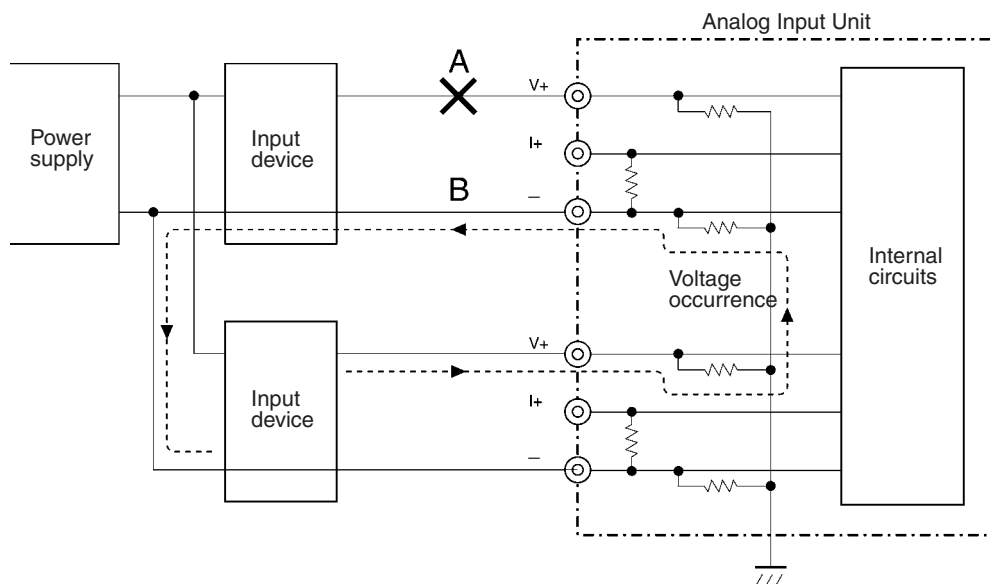 Analog Input Unit
A
V+
Power
supply
Input
device
I+
B
–
Internal
circuits
Voltage
occurrence
V+
Input
device
I+
–